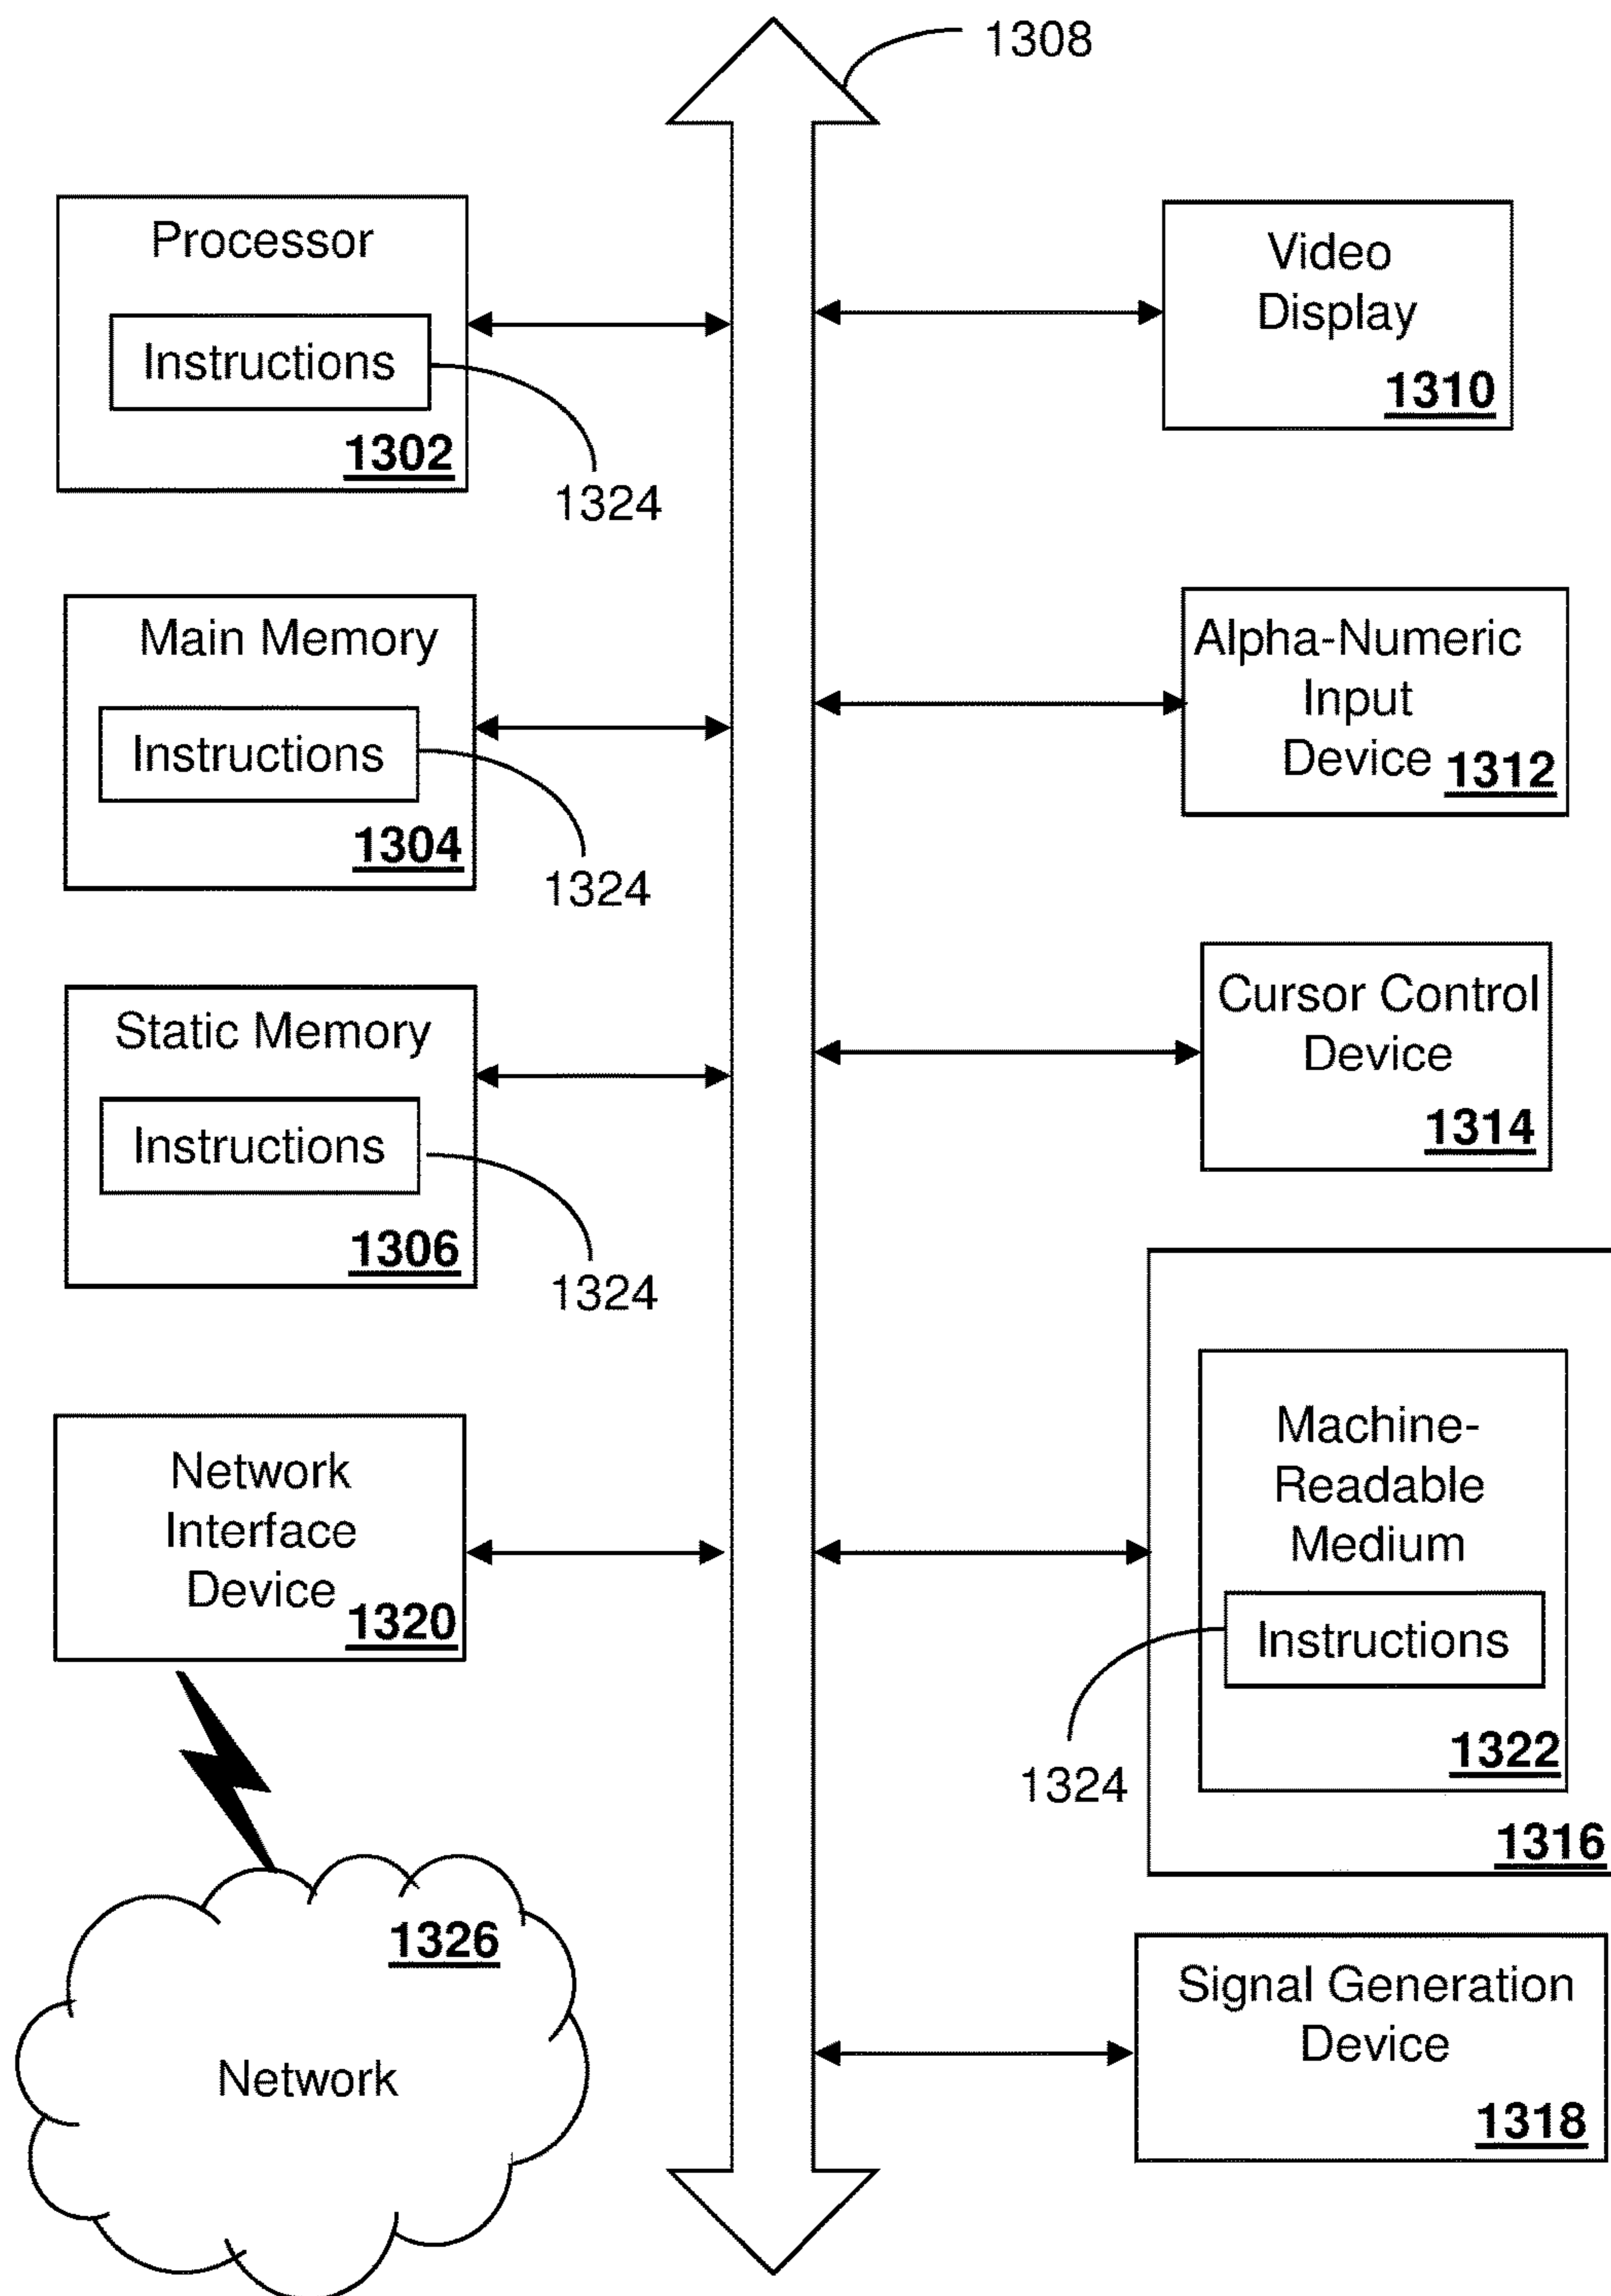 1308
Processor
Instructions
1302
1324
Main Memory
Instructions
1304
1324
Static Memory
Instructions
1306
1324
Network
Interface
Device
1320
1326
Network
Video
Display
1310
Alpha-Numeric
Input
Device 1312
Cursor Control
Device
1314
Machine-
Readable
Medium
Instructions
1322
1324
1316
Signal Generation
Device
1318